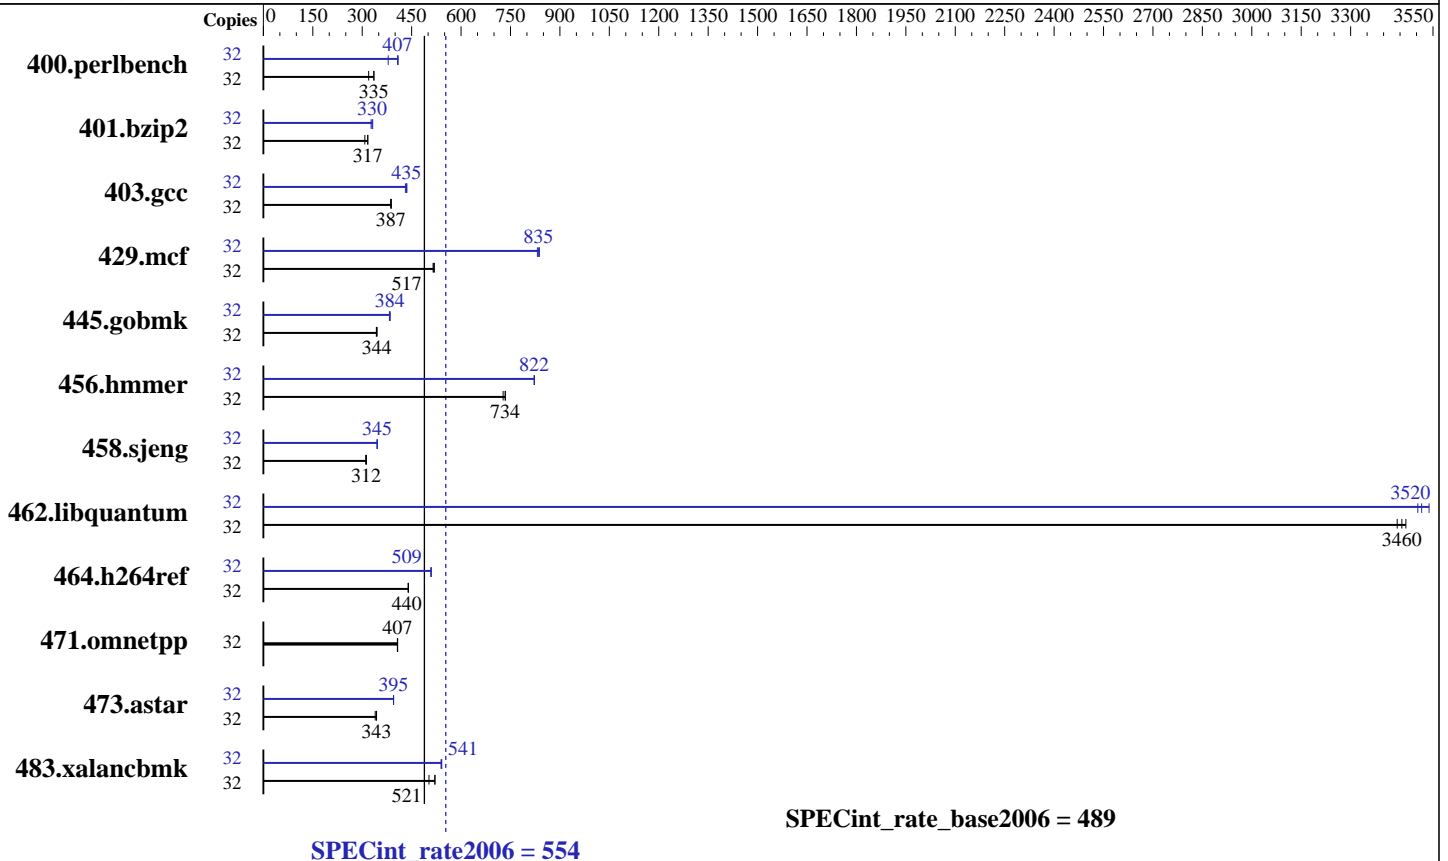 Copies 0 150 300 450 600 750 900 1050 1200 1350 1500 1650 1800 1950 2100 2250 2400 2550 2700 2850 3000 3150 3300 3550
400.perlbench 32 407
32 335
401.bzip2 32 330
32 317
403.gcc 32 435
32 387
429.mcf 32 835
32 517
445.gobmk 32 384
32 344
456.hmmer 32 822
32 734
458.sjeng 32 345
32 312
462.libquantum 32 3520
32 3460
464.h264ref 32 509
32 440
471.omnetpp 32 407
473.astar 32 395
32 343
483.xalancbmk 32 541
32 521
SPECint_rate_base2006 = 489
SPECint_rate2006 = 554